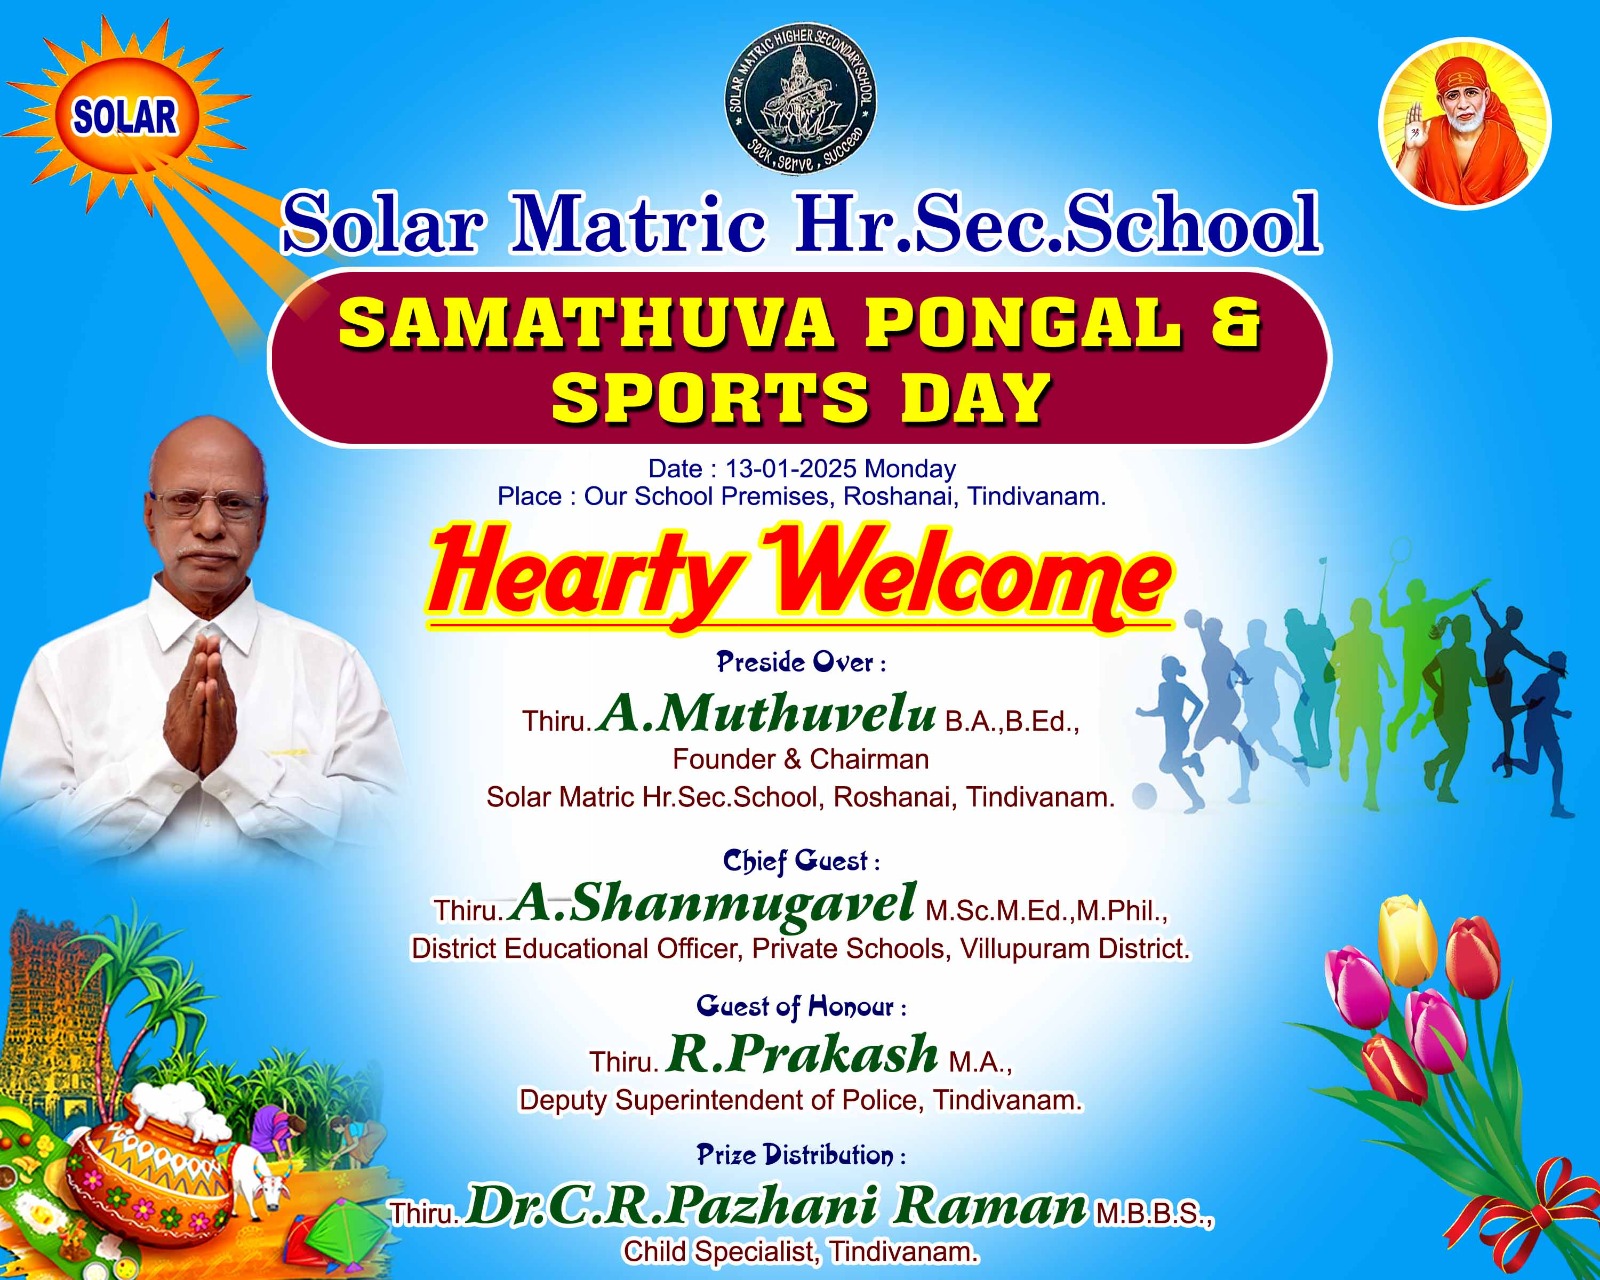 SOLAR
SOLAR MATRIC HIGHER SECONDARY SCHOOL
SEEK, SERVE, SUCCEED
Solar Matric Hr.Sec.School
SAMATHUVA PONGAL &
SPORTS DAY
Date : 13-01-2025 Monday
Place : Our School Premises, Roshanai, Tindivanam.
Hearty Welcome
Preside Over :
Thiru. A.Muthuvelu B.A.,B.Ed.,
Founder & Chairman
Solar Matric Hr.Sec.School, Roshanai, Tindivanam.
Chief Guest :
Thiru. A.Shanmugavel M.Sc.M.Ed.,M.Phil.,
District Educational Officer, Private Schools, Villupuram District.
Guest of Honour :
Thiru. R.Prakash M.A.,
Deputy Superintendent of Police, Tindivanam.
Prize Distribution :
Thiru. Dr.C.R.Pazhani Raman M.B.B.S.,
Child Specialist, Tindivanam.